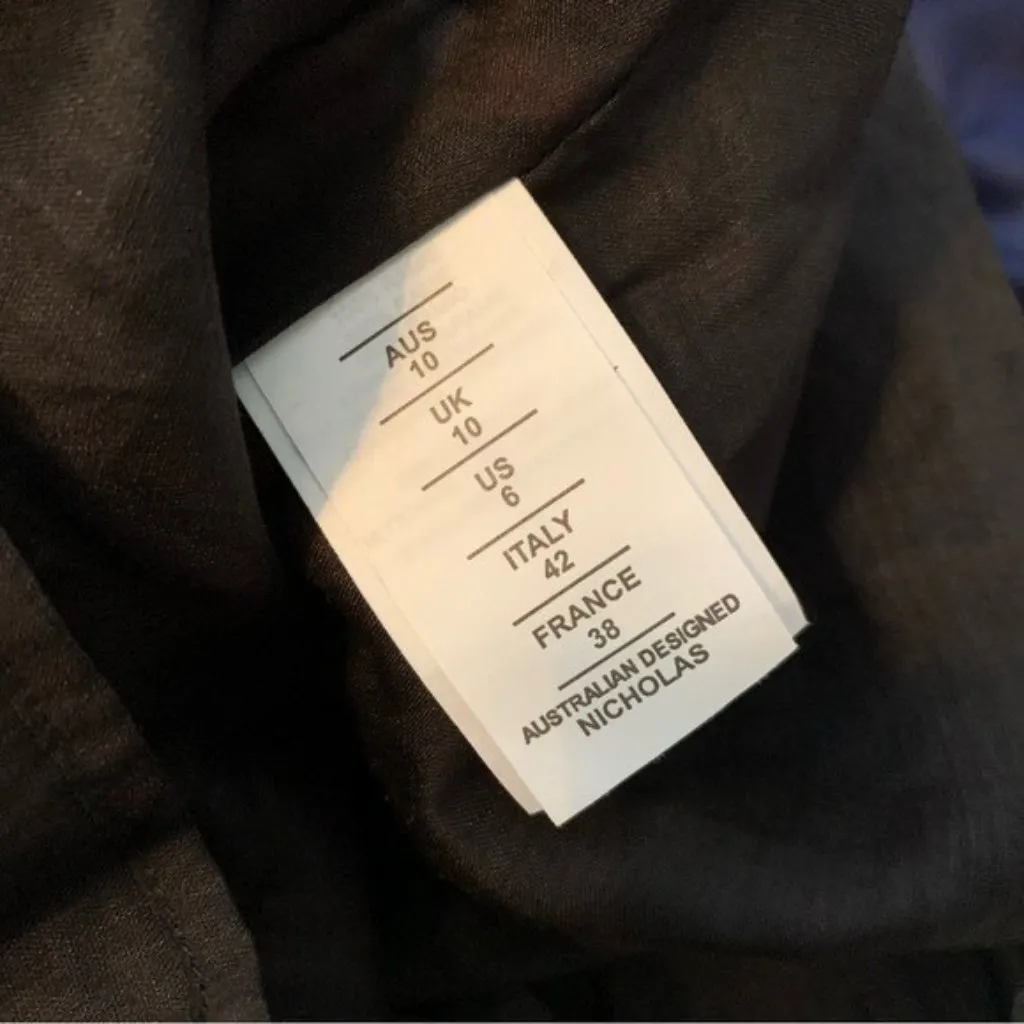 AUS
10
UK
10
US
6
ITALY
42
FRANCE
38
AUSTRALIAN DESIGNED
NICHOLAS